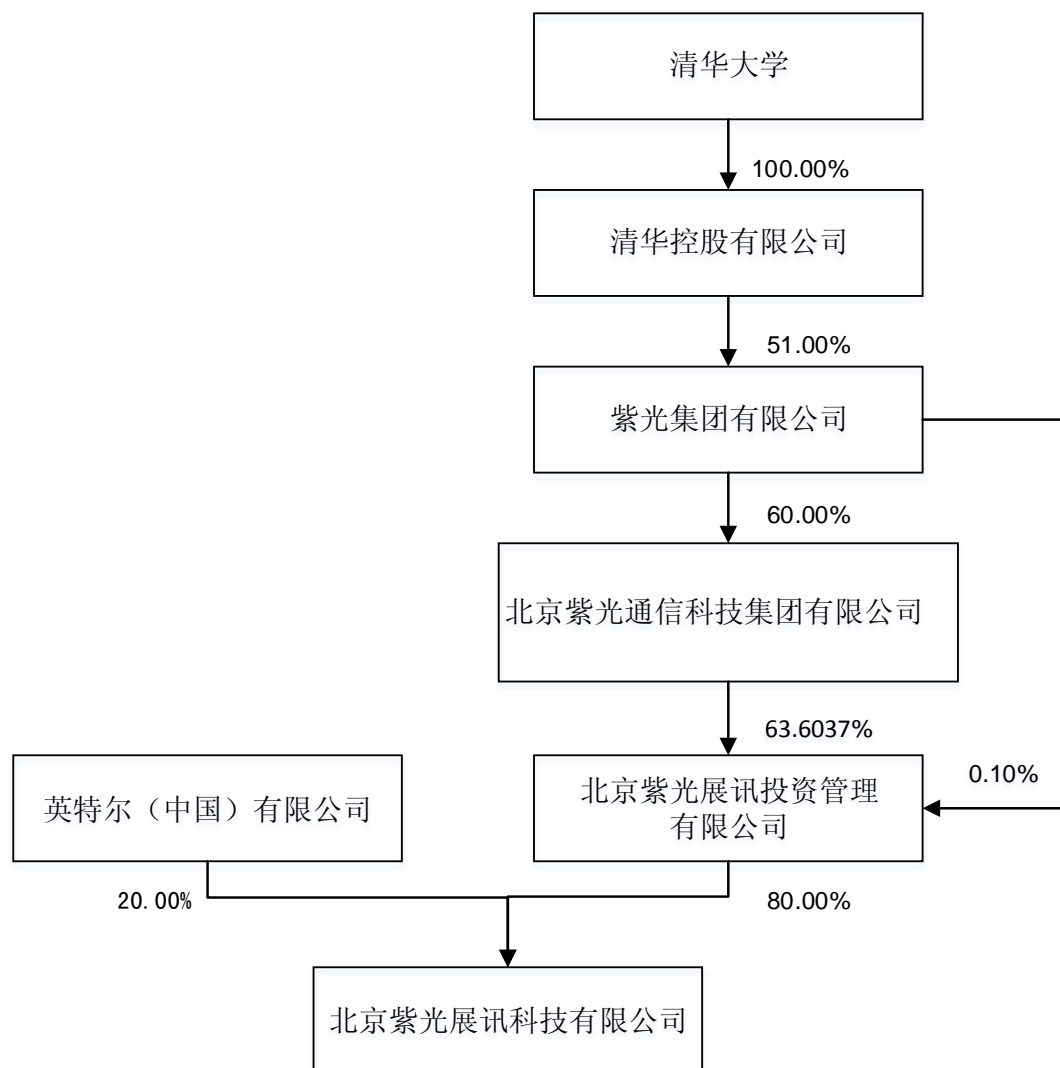 清华大学
100.00%
清华控股有限公司
51.00%
紫光集团有限公司
60.00%
北京紫光通信科技集团有限公司
63.6037%
英特尔（中国）有限公司
北京紫光展讯投资管理
有限公司
0.10%
20.00%
80.00%
北京紫光展讯科技有限公司